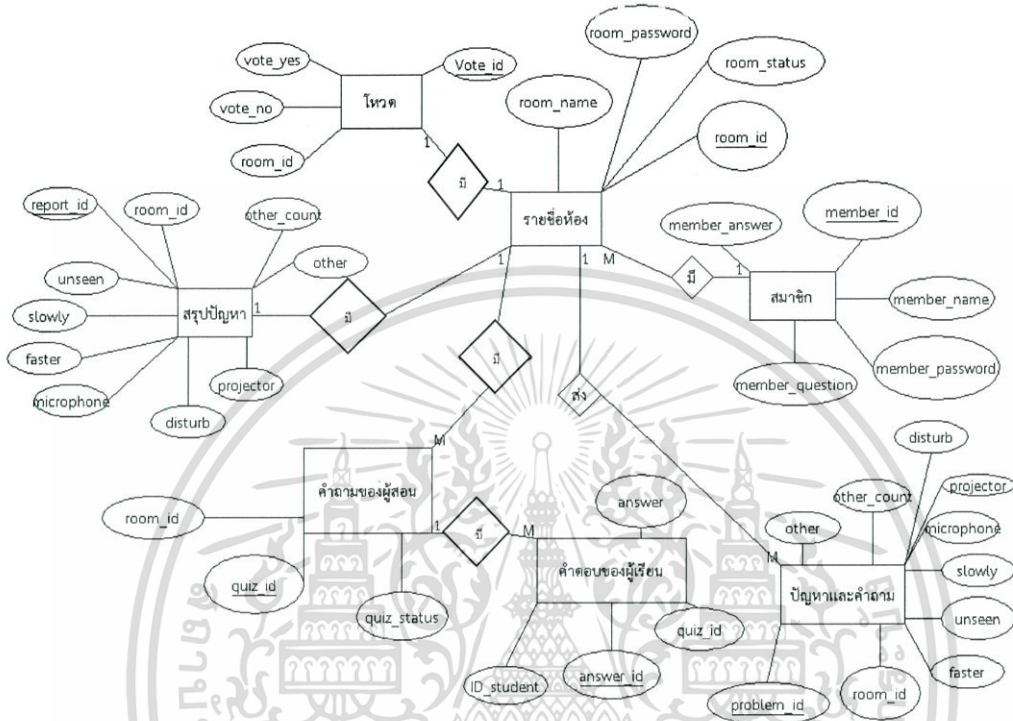 room_password
vote_yes
Vote_id
room_status
โหวต
room_name
vote_no
1
room_id
room_id
มี
1
report_id
room_id
other_count
รายชื่อห้อง
member_answer
member_id
unseen
other
1
1
M
มี
1
สมาชิก
slowly
สรุปปัญหา
1
มี
member_name
faster
มี
microphone
projector
member_question
member_password
disturb
ส่ง
disturb
M
คำถามของผู้สอน
other_count
projector
room_id
answer
1
มี
M
other
microphone
คำตอบของผู้เรียน
M
slowly
quiz_id
ปัญหาและคำถาม
quiz_status
quiz_id
unseen
ID_student
answer_id
faster
problem_id
room_id